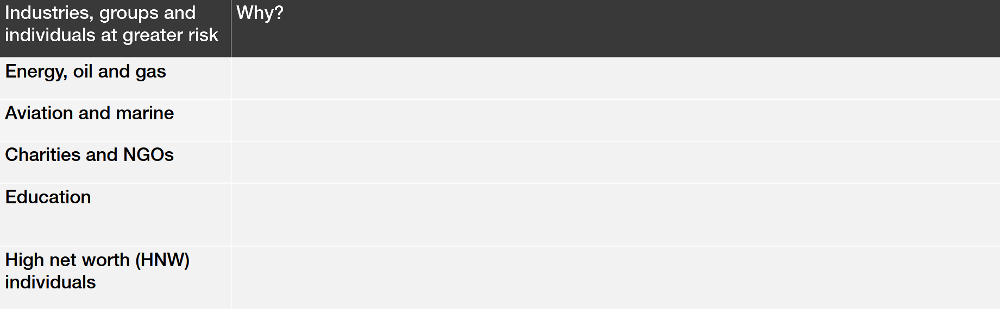 Industries, groups and
individuals at greater risk
Why?
Energy, oil and gas
Aviation and marine
Charities and NGOs
Education
High net worth (HNW)
individuals